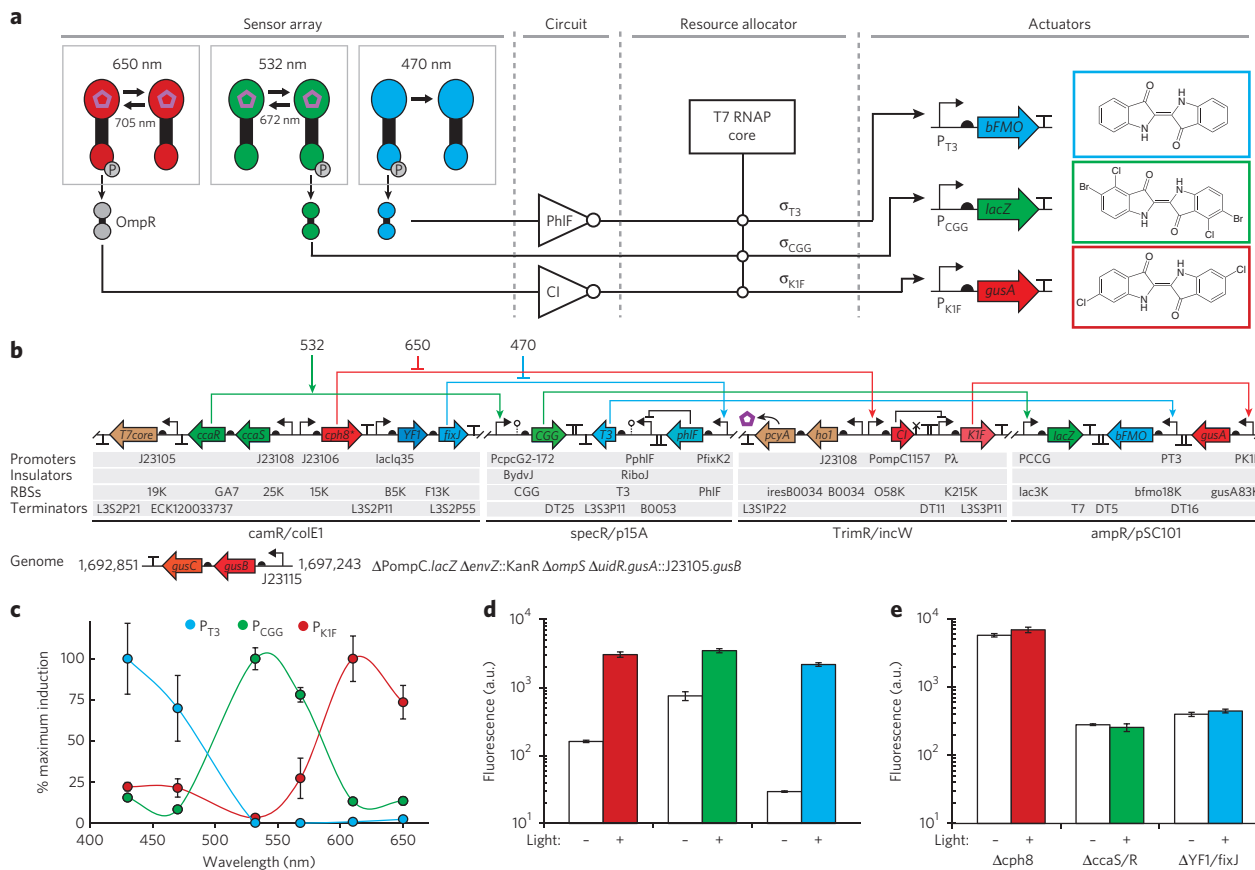 a
Sensor array
Circuit
Resource allocator
Actuators
650 nm
705 nm
P
532 nm
672 nm
P
470 nm
P
OmpR
PhlF
CI
T7 RNAP
core
σT3
σCGG
σK1F
PT3
bFMO
PCGG
lacZ
PK1F
gusA
O
H
N
N
H
O
Cl
Br
O
H
N
N
H
O
Br
Cl
O
H
N
Cl
Cl
N
H
O
b
532 650 470
T7core ccaR ccaS cph8* YF1 fixJ CGG T3 phlF pcyA ho1 CI K1F lacZ bFMO gusA
Promoters J23105 J23108 J23106 lacIq35 PcpcG2-172 PphlF PfixK2 J23108 PompC1157 Pλ PCCG PT3 PK1F
Insulators BydvJ RiboJ
RBSs 19K GA7 25K 15K B5K F13K CGG T3 PhlF iresB0034 B0034 O58K K215K lac3K bfmo18K gusA83K
Terminators L3S2P21 ECK120033737 L3S2P11 L3S2P55 DT25 L3S3P11 B0053 L3S1P22 DT11 L3S3P11 T7 DT5 DT16
camR/colE1 specR/p15A TrimR/incW ampR/pSC101
Genome 1,692,851 gusC gusB J23115 1,697,243 ΔPompC.lacZ ΔenvZ::KanR ΔompS ΔuidR.gusA::J23105.gusB
c
PT3 PCGG PK1F
% maximum induction
100
75
50
25
0
400 450 500 550 600 650
Wavelength (nm)
d
Fluorescence (a.u.)
10⁴
10³
10²
10¹
Light: – + – + – +
e
Fluorescence (a.u.)
10⁴
10³
10²
10¹
Light: – + – + – +
Δcph8 ΔccaS/R ΔYF1/fixJ